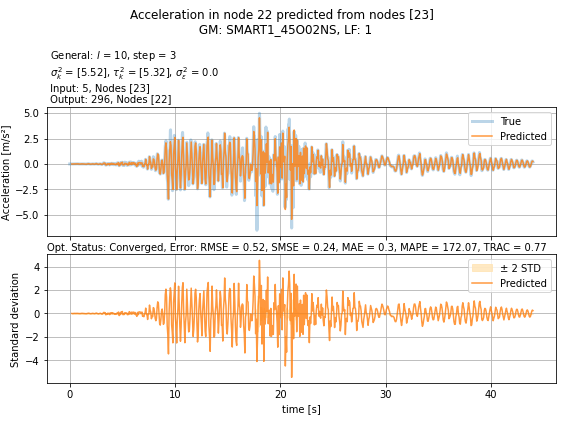 Acceleration in node 22 predicted from nodes [23]
GM: SMART1_45O02NS, LF: 1
General: l = 10, step = 3
σ²ₖ = [5.52], τ²ₖ = [5.32], σ²ₑ = 0.0
Input: 5, Nodes [23]
Output: 296, Nodes [22]
5.0
2.5
0.0
−2.5
−5.0
Acceleration [m/s²]
True
Predicted
Opt. Status: Converged, Error: RMSE = 0.52, SMSE = 0.24, MAE = 0.3, MAPE = 172.07, TRAC = 0.77
4
2
0
−2
−4
Standard deviation
± 2 STD
Predicted
0 10 20 30 40
time [s]